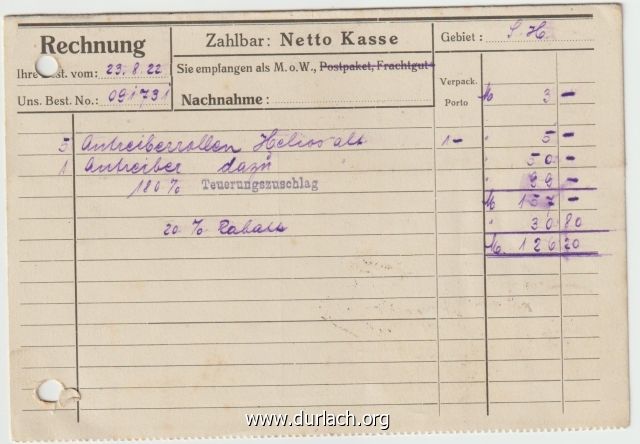 Rechnung
Zahlbar: Netto Kasse
Gebiet: S. H.
Ihre Best. vom: 23.8.22
Sie empfangen als M. o. W., Postpaket, Frachtgut
Uns. Best. No.: 091731
Nachnahme:
Verpack.
Porto
M 3 —
5 Antreiberrollen Helios alt 1- " 5 —
1 Antreiber dazu " 50 —
180 % Teuerungszuschlag " 99 —
M 157 —
20 % Rabatt " 30 80
M. 126 20
www.durlach.org